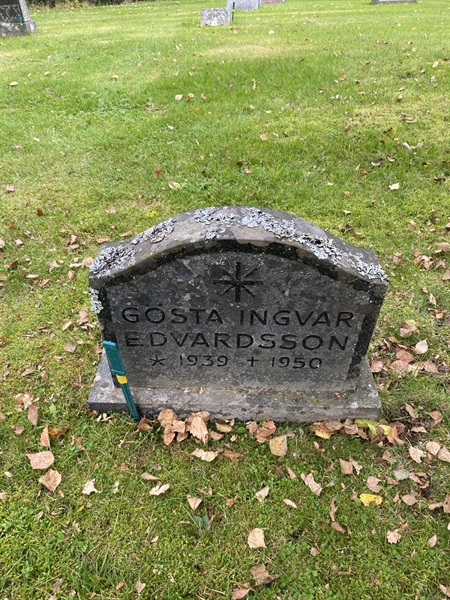 GÖSTA INGVAR
EDVARDSSON
* 1939 + 1950